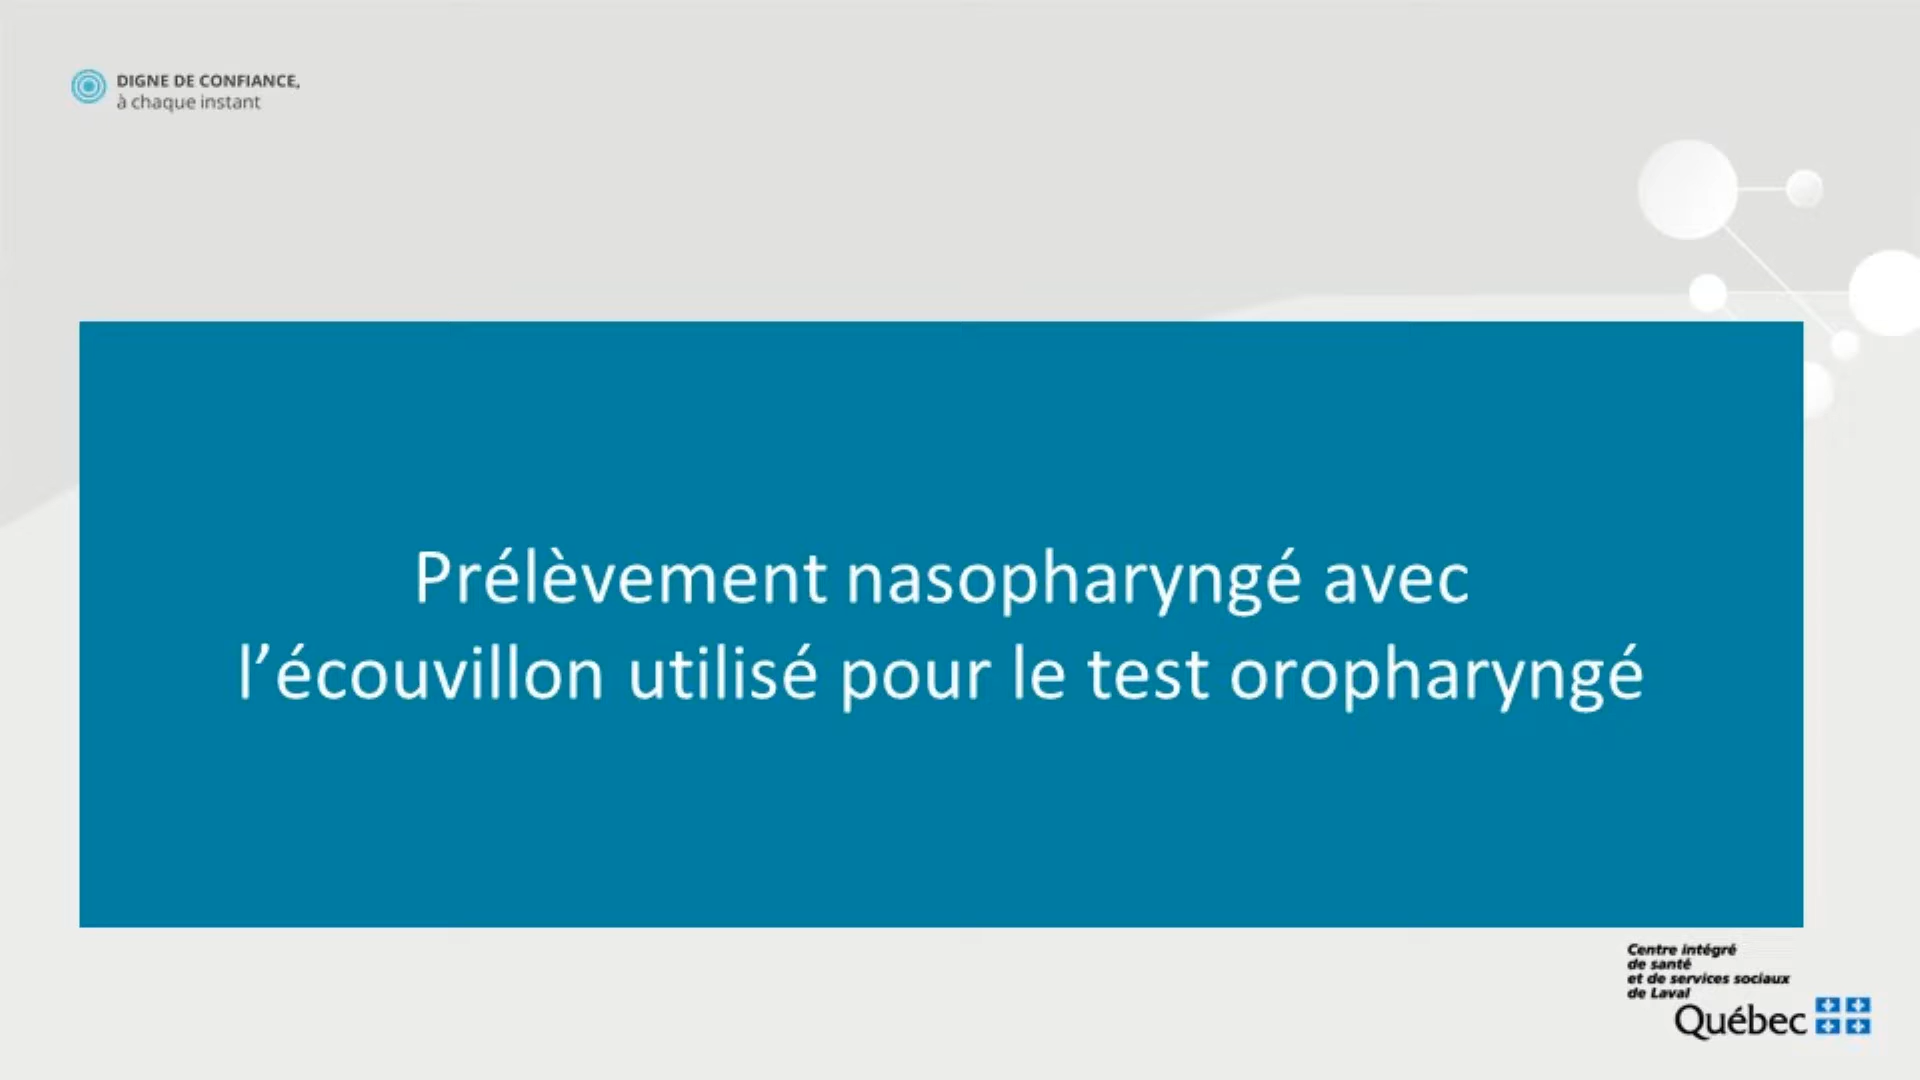 DIGNE DE CONFIANCE,
à chaque instant
Prélèvement nasopharyngé avec
l’écouvillon utilisé pour le test oropharyngé
Centre intégré
de santé
et de services sociaux
de Laval
Québec